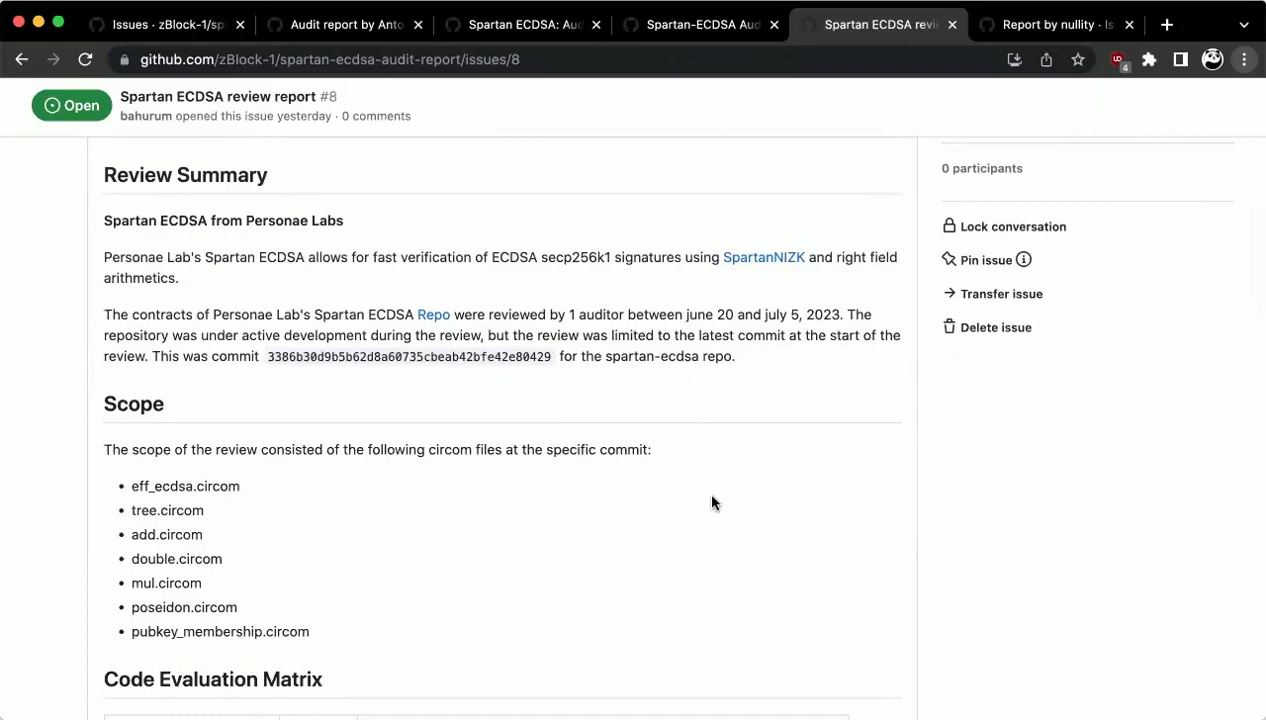 Issues · zBlock-1/sp
Audit report by Anto
Spartan ECDSA: Aud
Spartan-ECDSA Aud
Spartan ECDSA revi
Report by nullity · Is
github.com/zBlock-1/spartan-ecdsa-audit-report/issues/8
4
Open
Spartan ECDSA review report #8
bahurum opened this issue yesterday · 0 comments
Review Summary
Spartan ECDSA from Personae Labs
Personae Lab's Spartan ECDSA allows for fast verification of ECDSA secp256k1 signatures using SpartanNIZK and right field
arithmetics.
The contracts of Personae Lab's Spartan ECDSA Repo were reviewed by 1 auditor between june 20 and july 5, 2023. The
repository was under active development during the review, but the review was limited to the latest commit at the start of the
review. This was commit 3386b30d9b5b62d8a60735cbeab42bfe42e80429 for the spartan-ecdsa repo.
Scope
The scope of the review consisted of the following circom files at the specific commit:
• eff_ecdsa.circom
• tree.circom
• add.circom
• double.circom
• mul.circom
• poseidon.circom
• pubkey_membership.circom
Code Evaluation Matrix
0 participants
Lock conversation
Pin issue
Transfer issue
Delete issue